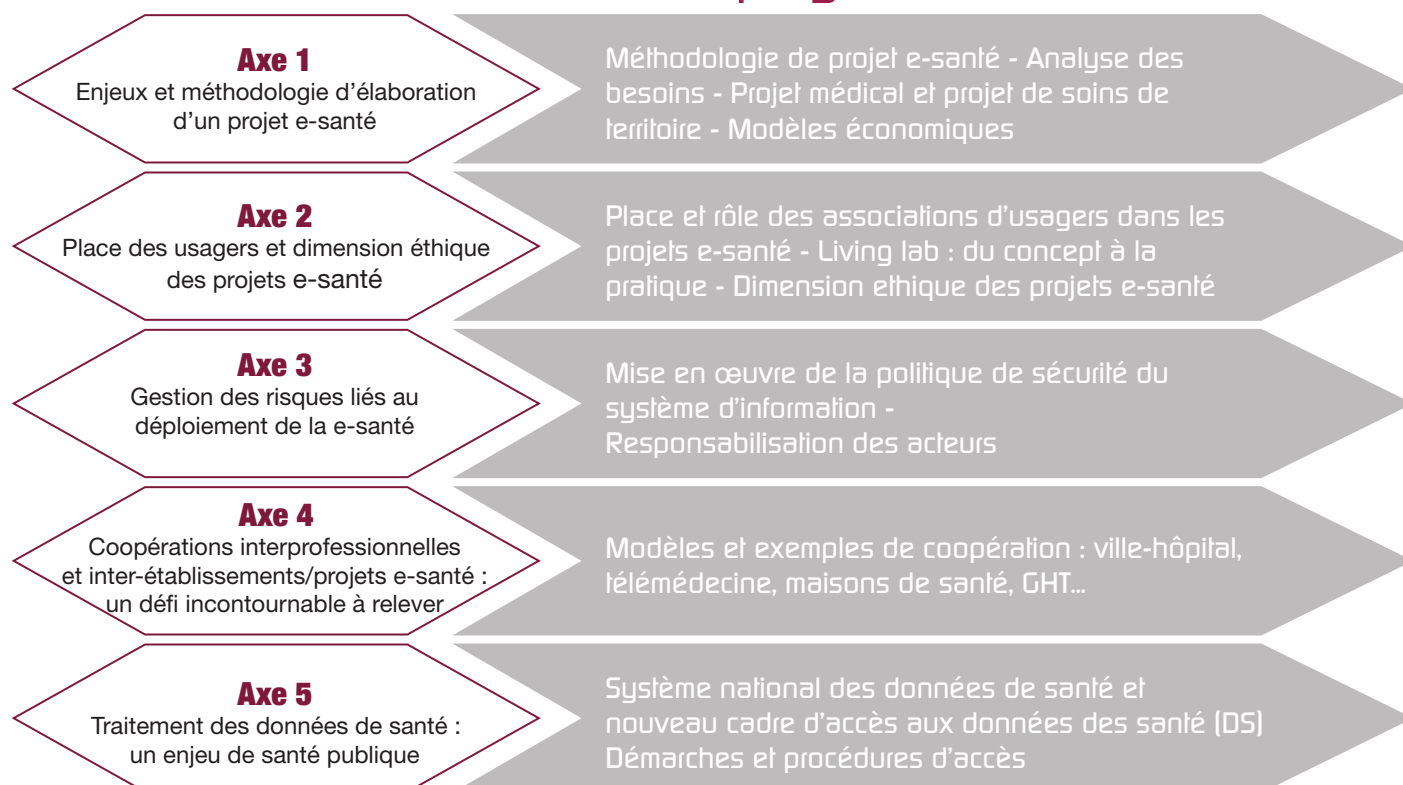 Axe 1
Enjeux et méthodologie d'élaboration
d'un projet e-santé
Méthodologie de projet e-santé - Analyse des
besoins - Projet médical et projet de soins de
territoire - Modèles économiques
Axe 2
Place des usagers et dimension éthique
des projets e-santé
Place et rôle des associations d'usagers dans les
projets e-santé - Living lab : du concept à la
pratique - Dimension ethique des projets e-santé
Axe 3
Gestion des risques liés au
déploiement de la e-santé
Mise en œuvre de la politique de sécurité du
système d'information -
Responsabilisation des acteurs
Axe 4
Coopérations interprofessionnelles
et inter-établissements/projets e-santé :
un défi incontournable à relever
Modèles et exemples de coopération : ville-hôpital,
télémédecine, maisons de santé, GHT...
Axe 5
Traitement des données de santé :
un enjeu de santé publique
Système national des données de santé et
nouveau cadre d'accès aux données des santé (DS)
Démarches et procédures d'accès